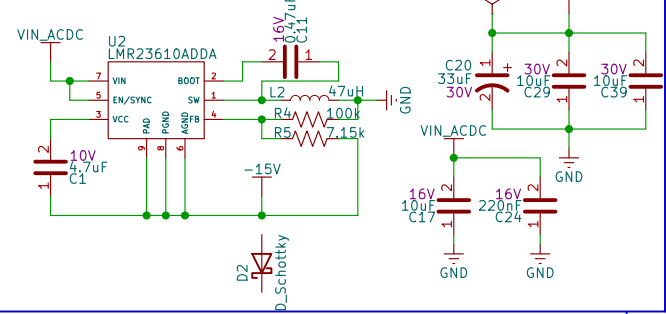 VIN_ACDC
U2
LMR23610ADDA
7
VIN
BOOT
2
5
EN/SYNC
SW
1
3
VCC
FB
4
PAD
PGND
AGND
9
8
6
16V
0.47uF
C11
2
1
L2
47uH
R4
100k
R5
7.15k
GND
2
10V
4.7uF
C1
1
-15V
D2
D_Schottky
C20
33uF
30V
1
+
2
30V
10uF
C29
2
1
30V
10uF
C39
2
1
GND
VIN_ACDC
16V
10uF
C17
2
1
GND
16V
220nF
C24
2
1
GND